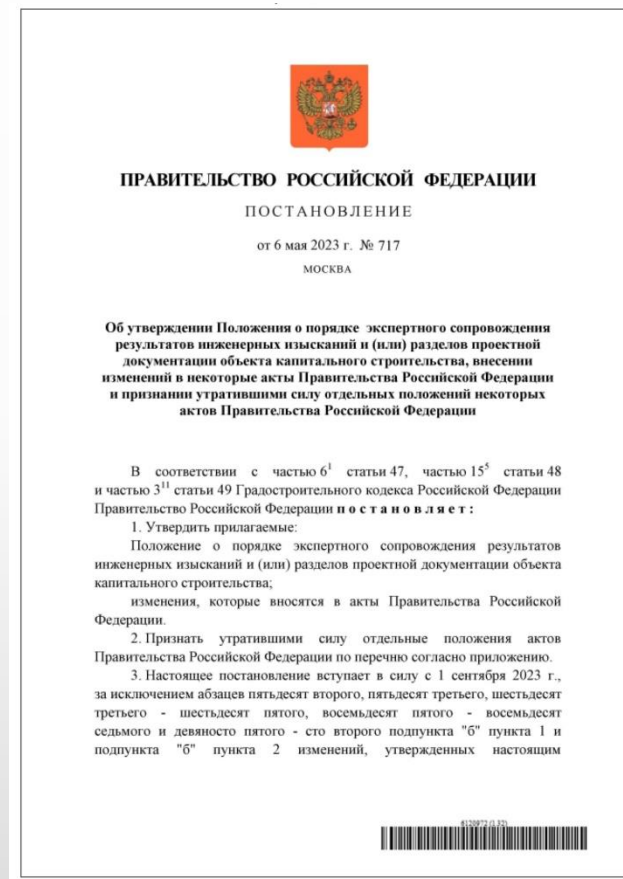 ПРАВИТЕЛЬСТВО РОССИЙСКОЙ ФЕДЕРАЦИИ
ПОСТАНОВЛЕНИЕ
от 6 мая 2023 г. № 717
МОСКВА
Об утверждении Положения о порядке экспертного сопровождения
результатов инженерных изысканий и (или) разделов проектной
документации объекта капитального строительства, внесении
изменений в некоторые акты Правительства Российской Федерации
и признании утратившими силу отдельных положений некоторых
актов Правительства Российской Федерации
В соответствии с частью 6¹ статьи 47, частью 15⁵ статьи 48
и частью 3¹¹ статьи 49 Градостроительного кодекса Российской Федерации
Правительство Российской Федерации постановляет:
1. Утвердить прилагаемые:
Положение о порядке экспертного сопровождения результатов
инженерных изысканий и (или) разделов проектной документации объекта
капитального строительства;
изменения, которые вносятся в акты Правительства Российской
Федерации.
2. Признать утратившими силу отдельные положения актов
Правительства Российской Федерации по перечню согласно приложению.
3. Настоящее постановление вступает в силу с 1 сентября 2023 г.,
за исключением абзацев пятьдесят второго, пятьдесят третьего, шестьдесят
третьего - шестьдесят пятого, восемьдесят пятого - восемьдесят
седьмого и девяносто пятого - сто второго подпункта "б" пункта 1 и
подпункта "б" пункта 2 изменений, утвержденных настоящим
6120972 (1.32)